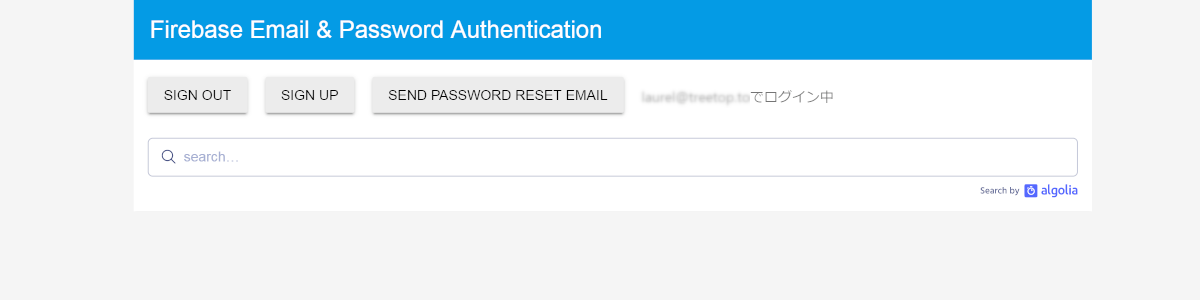 Firebase Email & Password Authentication
SIGN OUT
SIGN UP
SEND PASSWORD RESET EMAIL
でログイン中
search...
Search by algolia